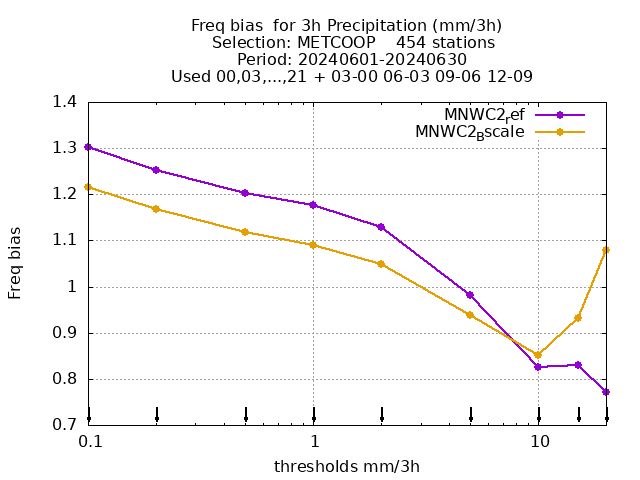 Freq bias  for 3h Precipitation (mm/3h)
Selection: METCOOP    454 stations
Period: 20240601-20240630
Used 00,03,...,21 + 03-00 06-03 09-06 12-09
MNWC2ref
MNWC2Bscale
1.4
1.3
1.2
1.1
1
0.9
0.8
0.7
Freq bias
0.1
1
10
thresholds mm/3h